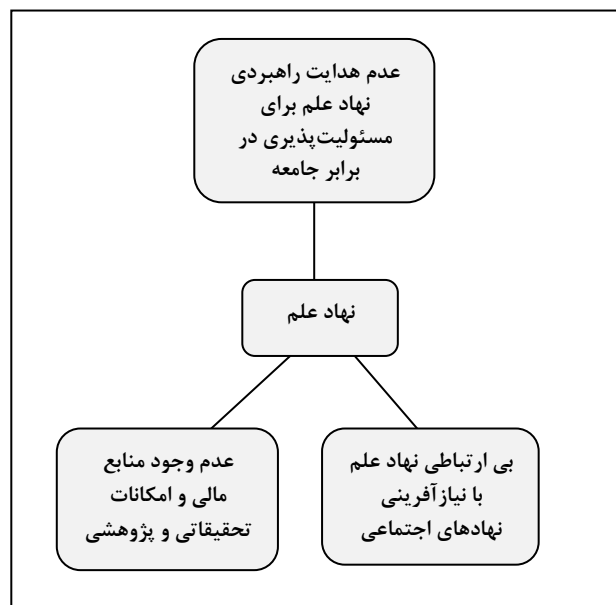 عدم هدایت راهبردی
نهاد علم برای
مسئولیت‌پذیری در
برابر جامعه
نهاد علم
بی ارتباطی نهاد علم
با نیازآفرینی
نهادهای اجتماعی
عدم وجود منابع
مالی و امکانات
تحقیقاتی و پژوهشی